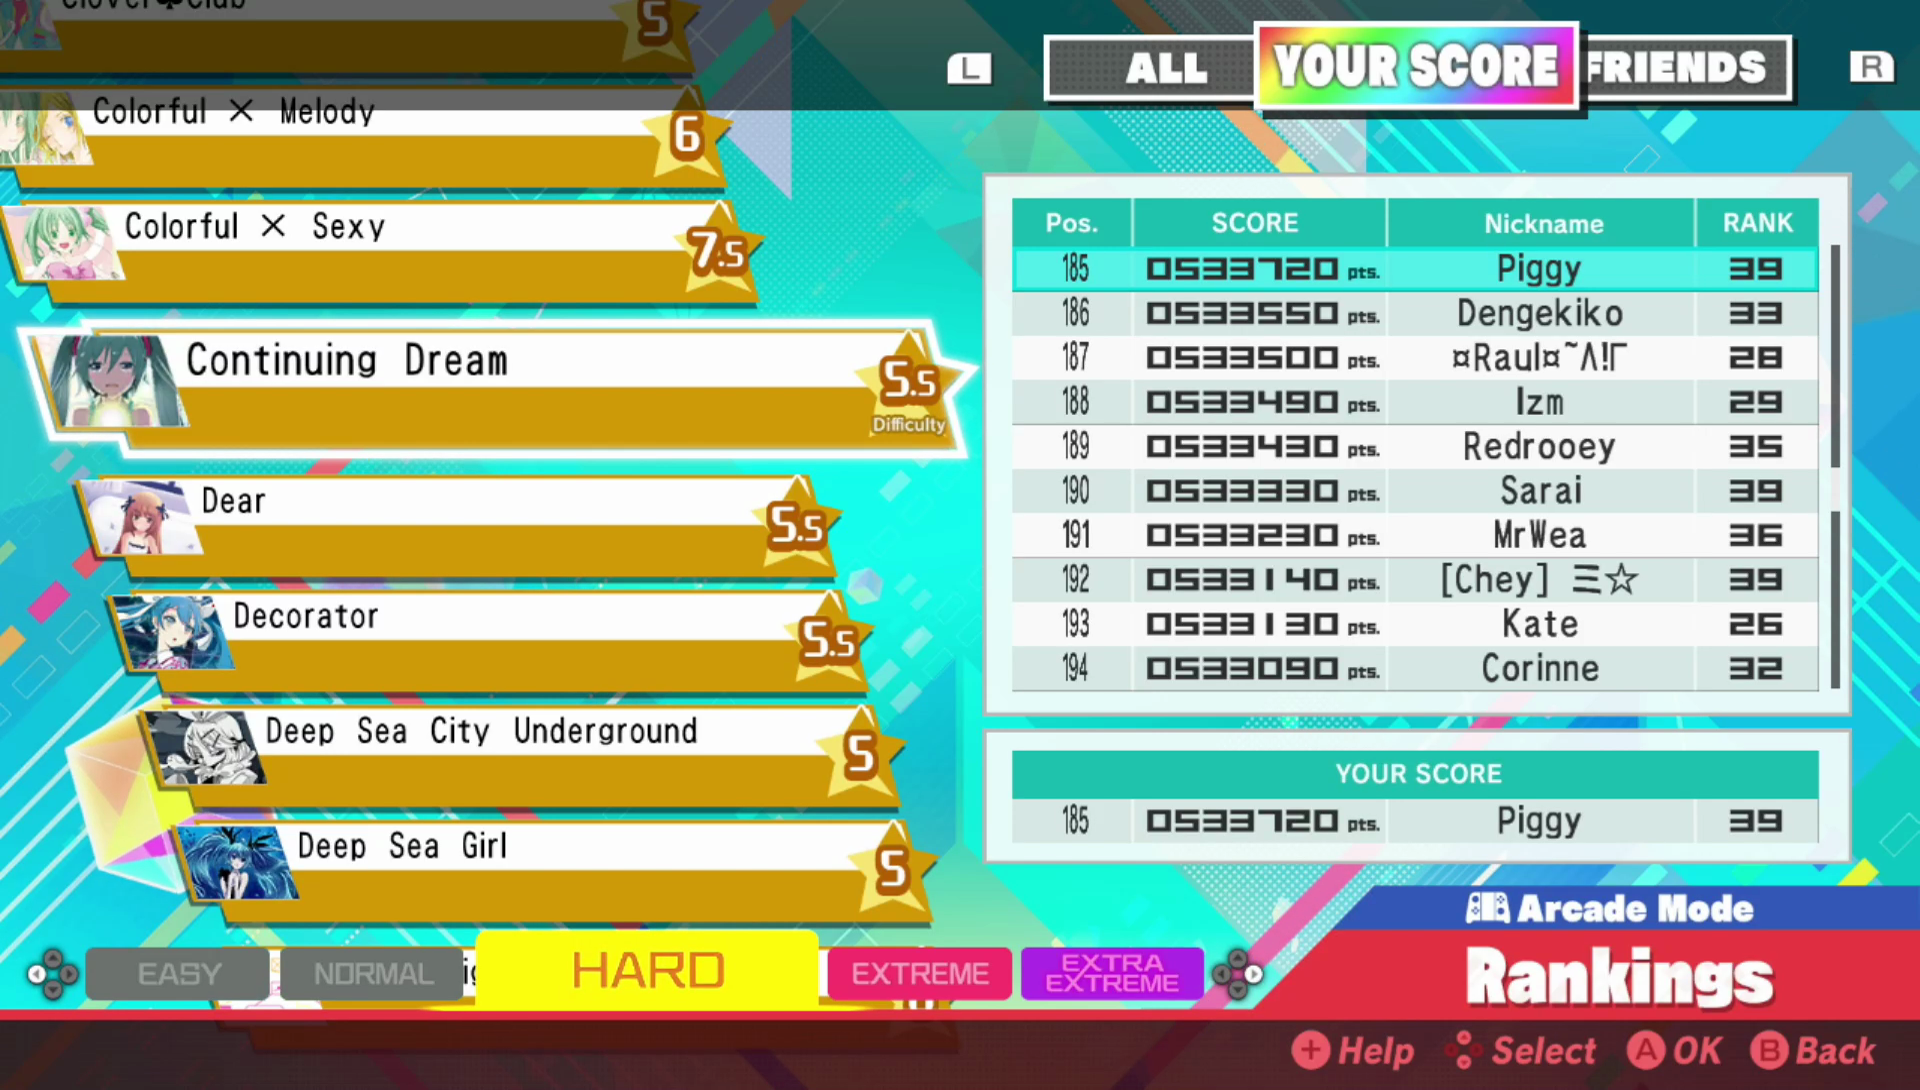 Clover♣Club
5
L
ALL
YOUR SCORE
FRIENDS
R
Colorful × Melody
6
Colorful × Sexy
7.5
Continuing Dream
5.5
Difficulty
Dear
5.5
Decorator
5.5
Deep Sea City Underground
5
Deep Sea Girl
5
Pos. SCORE Nickname RANK
185 0533720 pts. Piggy 39
186 0533550 pts. Dengekiko 33
187 0533500 pts. ¤Raul¤~Λ!Γ 28
188 0533490 pts. Izm 29
189 0533430 pts. Redrooey 35
190 0533330 pts. Sarai 39
191 0533230 pts. MrWea 36
192 0533140 pts. [Chey] 三☆ 39
193 0533130 pts. Kate 26
194 0533090 pts. Corinne 32
YOUR SCORE
185 0533720 pts. Piggy 39
Arcade Mode
Rankings
EASY
NORMAL
HARD
EXTREME
EXTRA
EXTREME
+ Help
Select
A OK
B Back